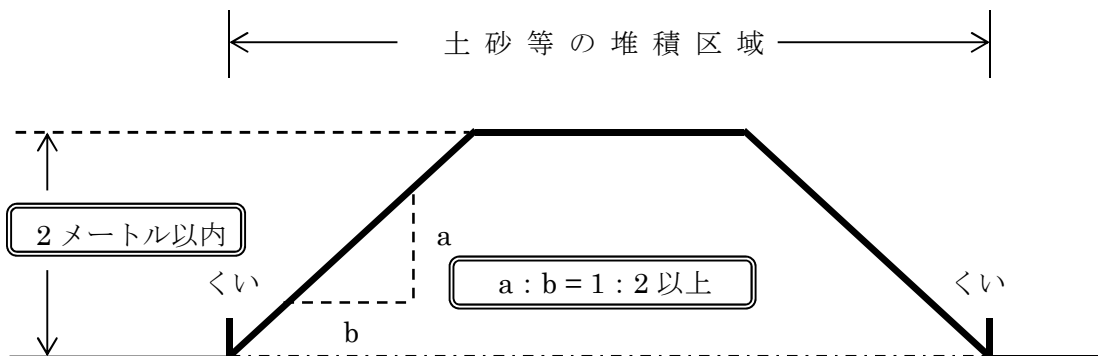 土砂等の堆積区域
2メートル以内
a
くい
a：b＝1：2以上
くい
b